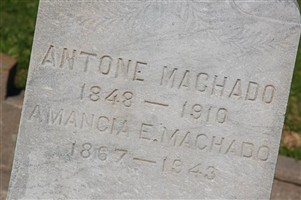 ANTONE MACHADO
1848 — 1910
AMANCIA E. MACHADO
1867 — 1943